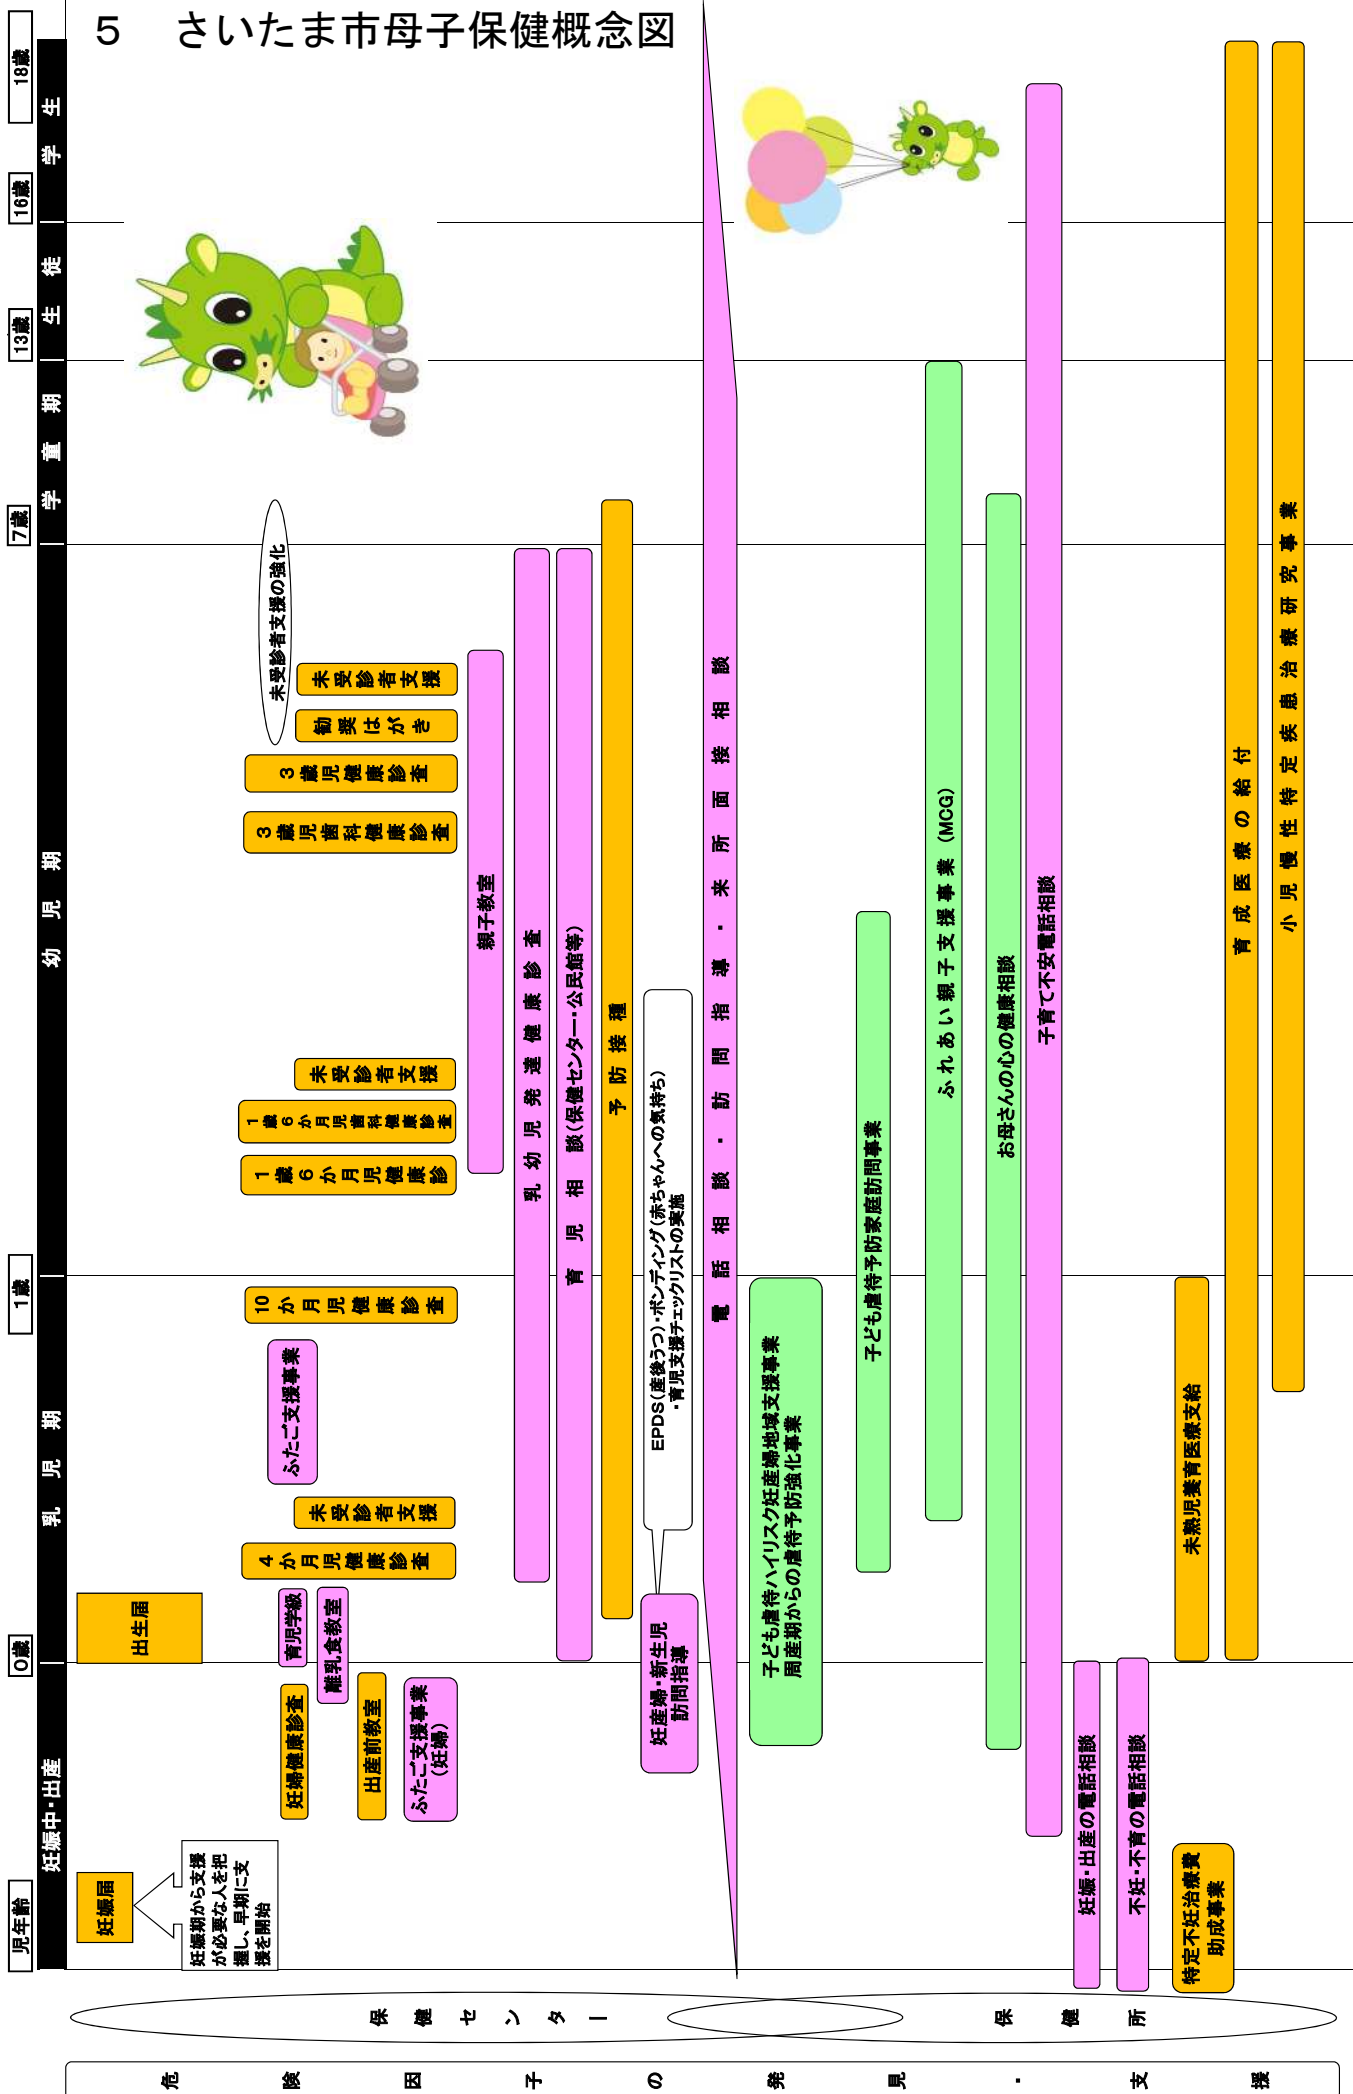 5　さいたま市母子保健概念図
児年齢
0歳
1歳
7歳
13歳
16歳
18歳
妊娠中・出産
乳児期
幼児期
学童期
生徒
学生
妊娠届
妊娠期から支援
が必要な人を把
握し、早期に支
援を開始
出生届
妊婦健康診査
育児学級
離乳食教室
出産前教室
ふたご支援事業
（妊婦）
4か月児健康診査
未受診者支援
ふたご支援事業
10か月児健康診査
1歳6か月児健康診
1歳6か月児歯科健康診査
未受診者支援
3歳児歯科健康診査
3歳児健康診査
勧奨はがき
未受診者支援
未受診者支援の強化
親子教室
乳幼児発達健康診査
育児相談（保健センター・公民館等）
予防接種
妊産婦・新生児
訪問指導
EPDS（産後うつ）・ボンディング（赤ちゃんへの気持ち）
・育児支援チェックリストの実施
電話相談・訪問指導・来所面接相談
子ども虐待ハイリスク妊産婦地域支援事業
周産期からの虐待予防強化事業
子ども虐待予防家庭訪問事業
ふれあい親子支援事業（MCG）
お母さんの心の健康相談
子育て不安電話相談
妊娠・出産の電話相談
不妊・不育の電話相談
特定不妊治療費
助成事業
未熟児養育医療支給
育成医療の給付
小児慢性特定疾患治療研究事業
保健センター
保健所
危険因子の発見・支援